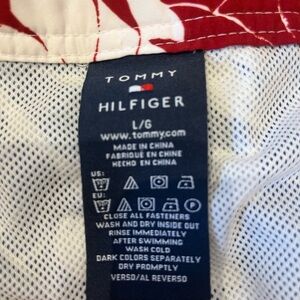 TOMMY
HILFIGER
L/G
www.tommy.com
MADE IN CHINA
FABRIQUÉ EN CHINE
HECHO EN CHINA
US:
EU:
CLOSE ALL FASTENERS
WASH AND DRY INSIDE OUT
RINSE IMMEDIATELY
AFTER SWIMMING
WASH COLD
DARK COLORS SEPARATELY
DRY PROMPTLY
VERSO/AL REVERSO